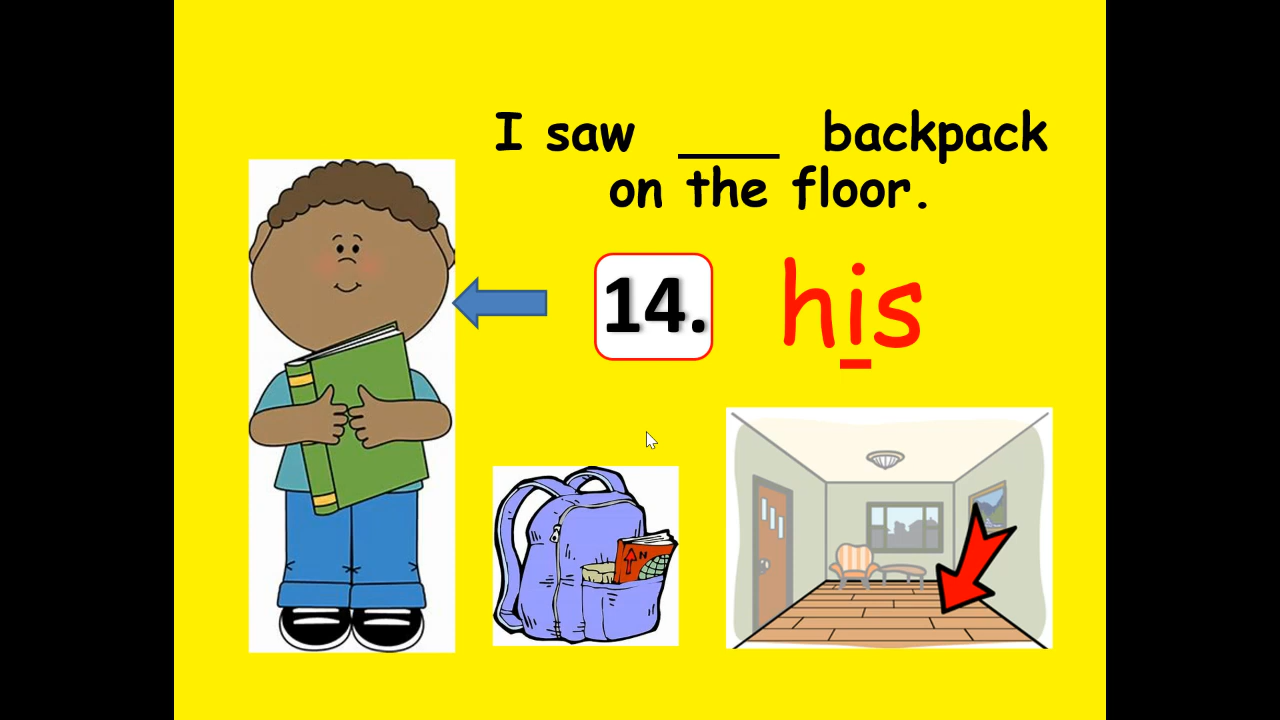 I saw ___ backpack
on the floor.
14. his
N